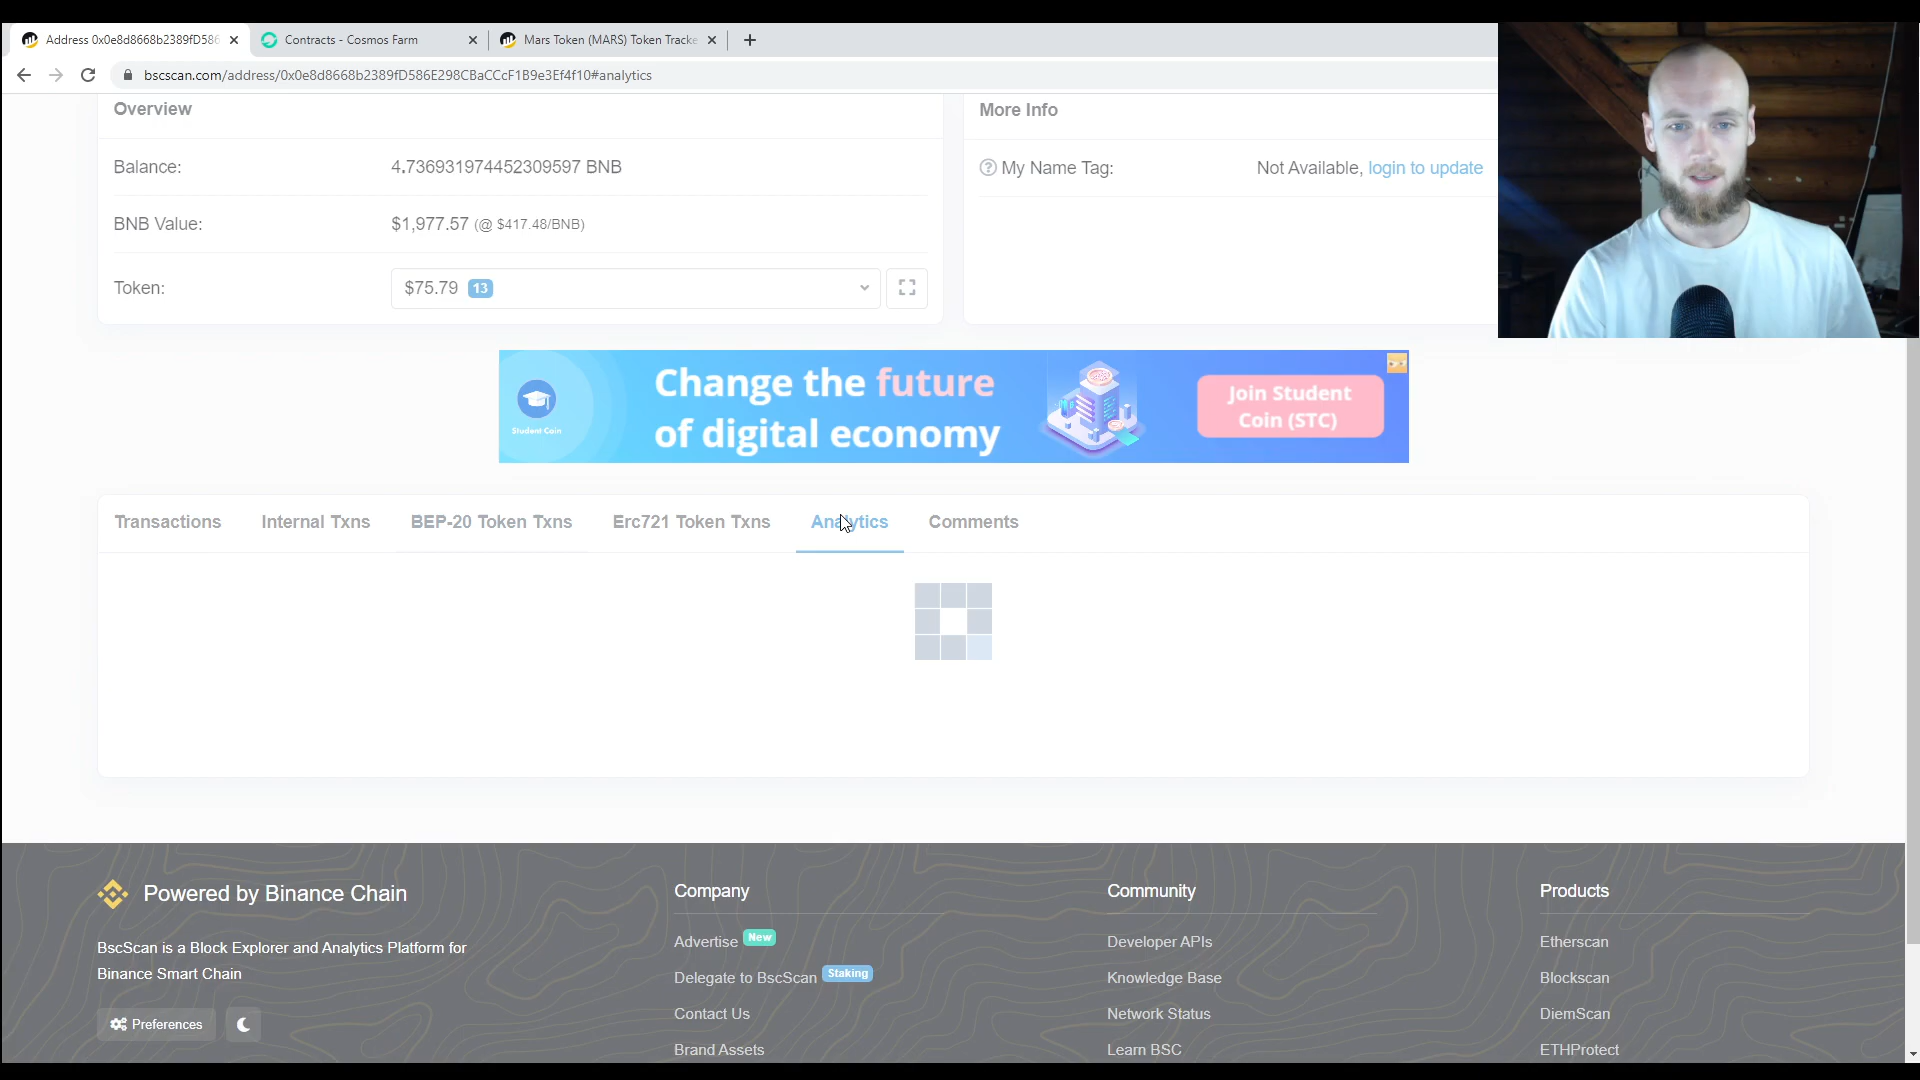 Address 0x0e8d8668b2389fD586
Contracts - Cosmos Farm
Mars Token (MARS) Token Tracke
bscscan.com/address/0x0e8d8668b2389fD586E298CBaCCcF1B9e3Ef4f10#analytics
Overview
Balance: 4.736931974452309597 BNB
BNB Value: $1,977.57 (@ $417.48/BNB)
Token: $75.79 13
More Info
My Name Tag: Not Available, login to update
Student Coin
Change the future
of digital economy
Join Student
Coin (STC)
Transactions Internal Txns BEP-20 Token Txns Erc721 Token Txns Analytics Comments
Powered by Binance Chain
BscScan is a Block Explorer and Analytics Platform for
Binance Smart Chain
Preferences
Company
Advertise New
Delegate to BscScan Staking
Contact Us
Brand Assets
Community
Developer APIs
Knowledge Base
Network Status
Learn BSC
Products
Etherscan
Blockscan
DiemScan
ETHProtect